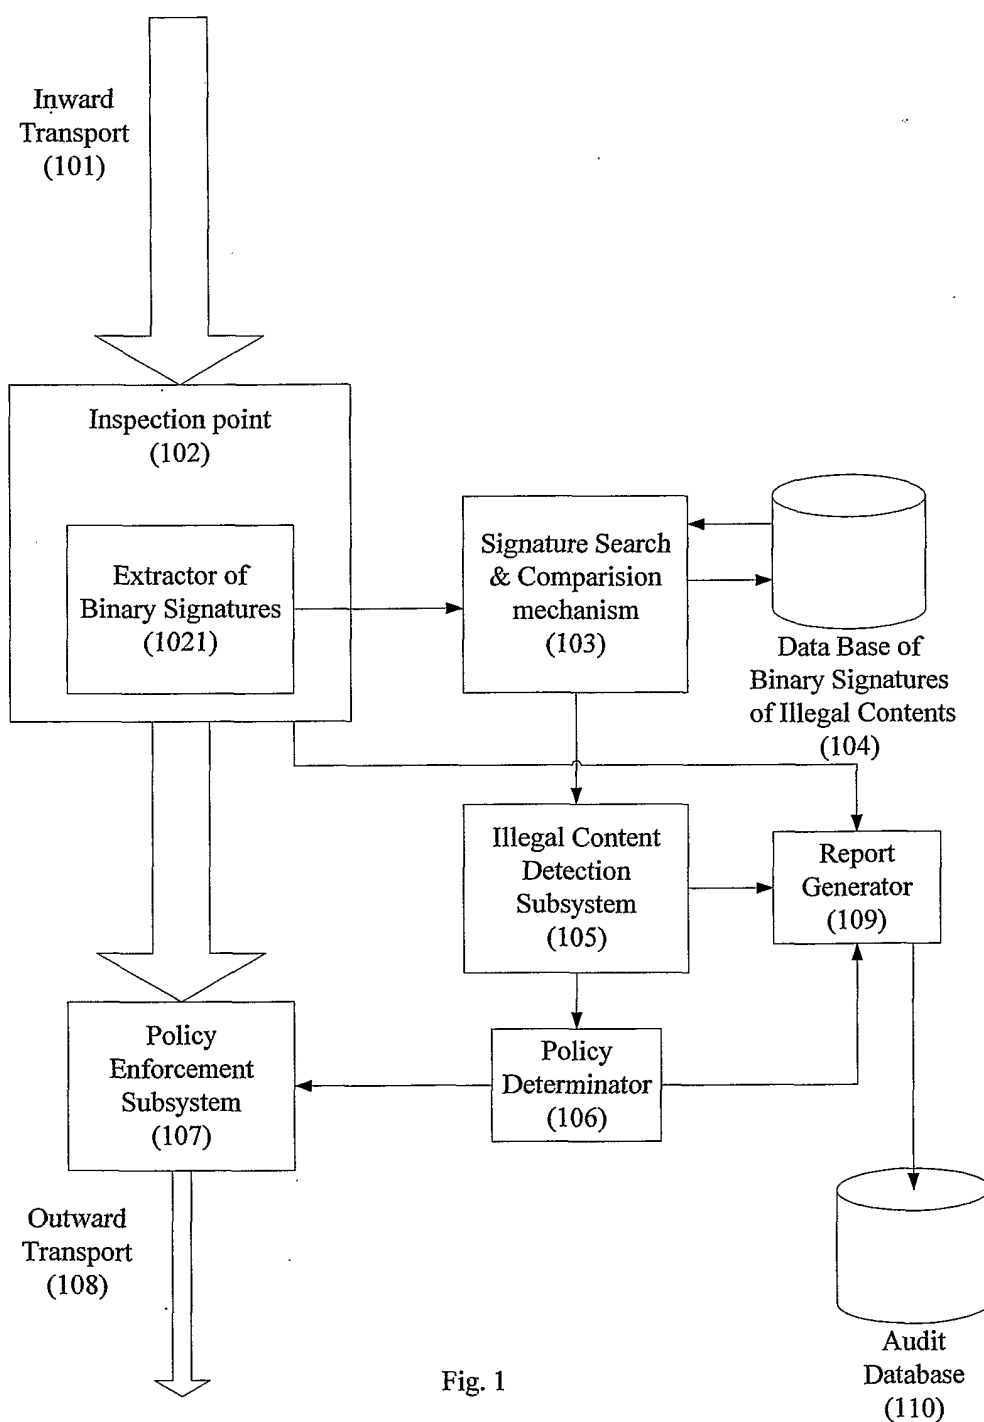 Inward
Transport
(101)
Inspection point
(102)
Extractor of
Binary Signatures
(1021)
Signature Search
& Comparision
mechanism
(103)
Data Base of
Binary Signatures
of Illegal Contents
(104)
Illegal Content
Detection
Subsystem
(105)
Report
Generator
(109)
Policy
Enforcement
Subsystem
(107)
Policy
Determinator
(106)
Outward
Transport
(108)
Audit
Database
(110)
Fig. 1